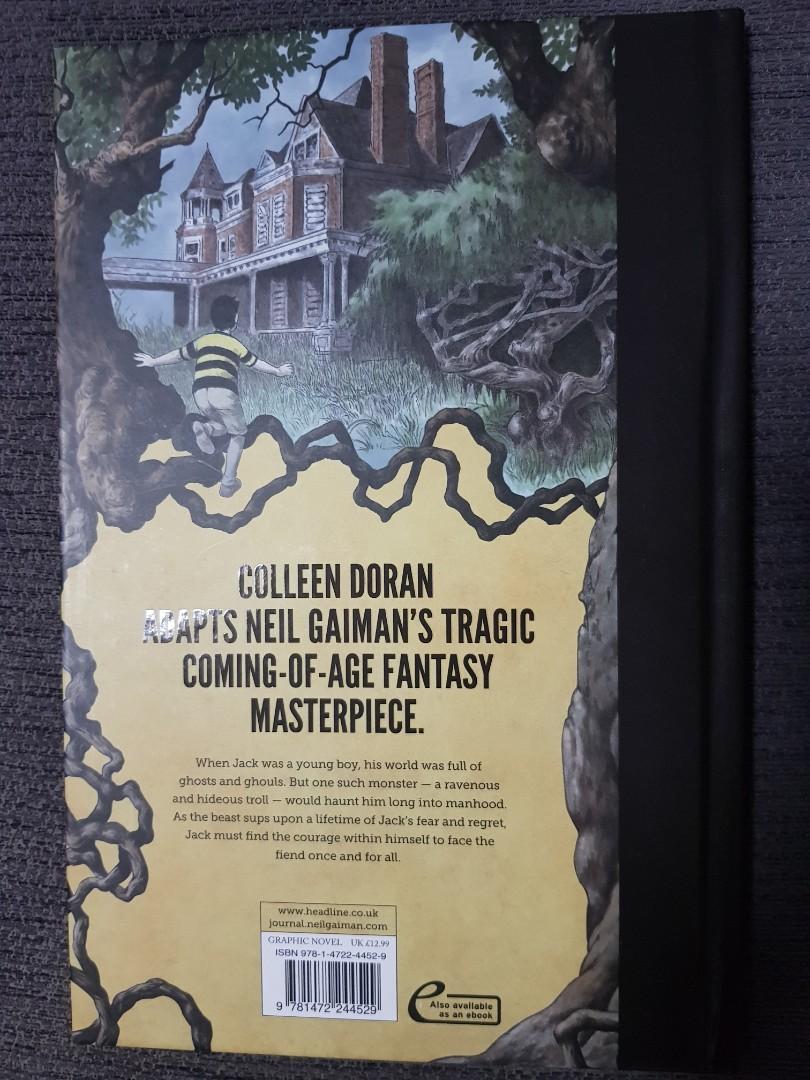 COLLEEN DORAN
ADAPTS NEIL GAIMAN'S TRAGIC
COMING-OF-AGE FANTASY
MASTERPIECE.
When Jack was a young boy, his world was full of
ghosts and ghouls. But one such monster — a ravenous
and hideous troll — would haunt him long into manhood.
As the beast sups upon a lifetime of Jack's fear and regret,
Jack must find the courage within himself to face the
fiend once and for all.
www.headline.co.uk
journal.neilgaiman.com
GRAPHIC NOVEL UK £12.99
ISBN 978-1-4722-4452-9
9 781472 244529
e Also available
as an ebook